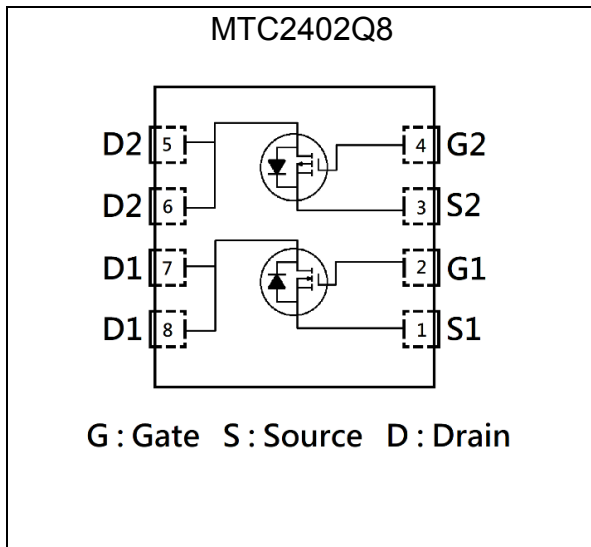 MTC2402Q8
D2 5 4 G2
D2 6 3 S2
D1 7 2 G1
D1 8 1 S1
G : Gate S : Source D : Drain